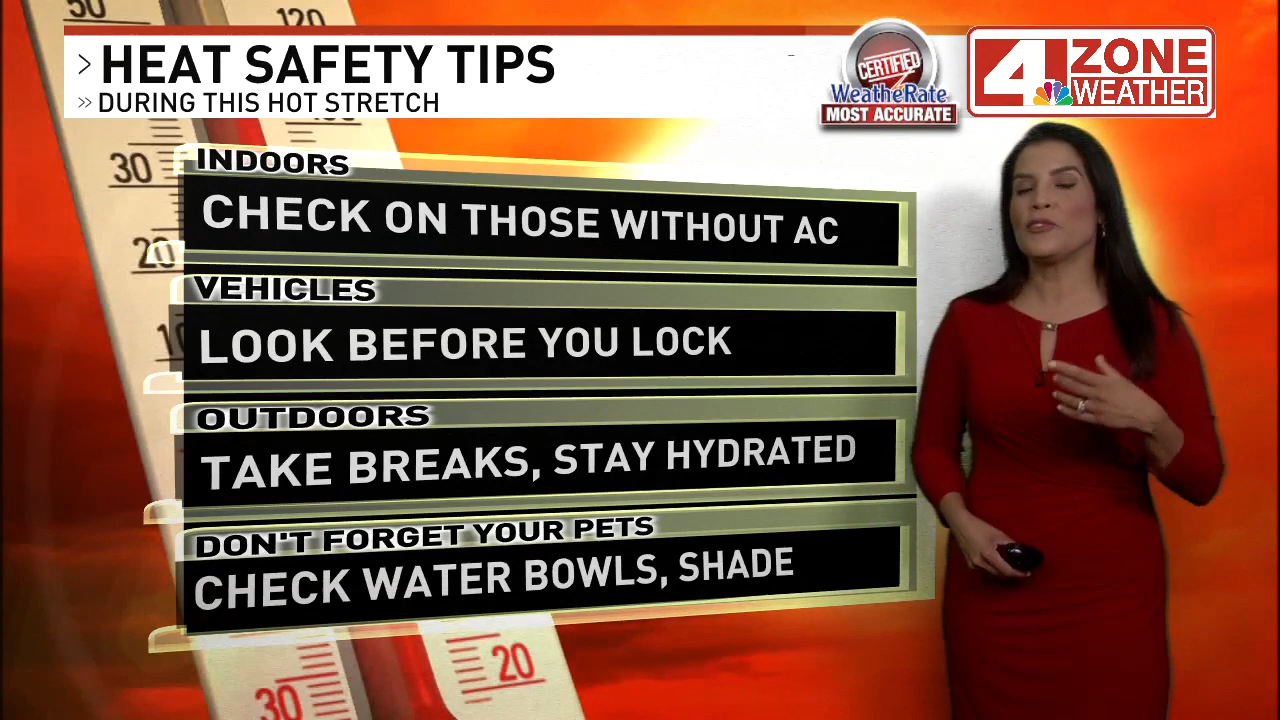 50
120
> HEAT SAFETY TIPS
>> DURING THIS HOT STRETCH
CERTIFIED
WeatheRate
MOST ACCURATE
4 ZONE
WEATHER
30
INDOORS
CHECK ON THOSE WITHOUT AC
20
VEHICLES
LOOK BEFORE YOU LOCK
OUTDOORS
TAKE BREAKS, STAY HYDRATED
DON'T FORGET YOUR PETS
CHECK WATER BOWLS, SHADE
20
30